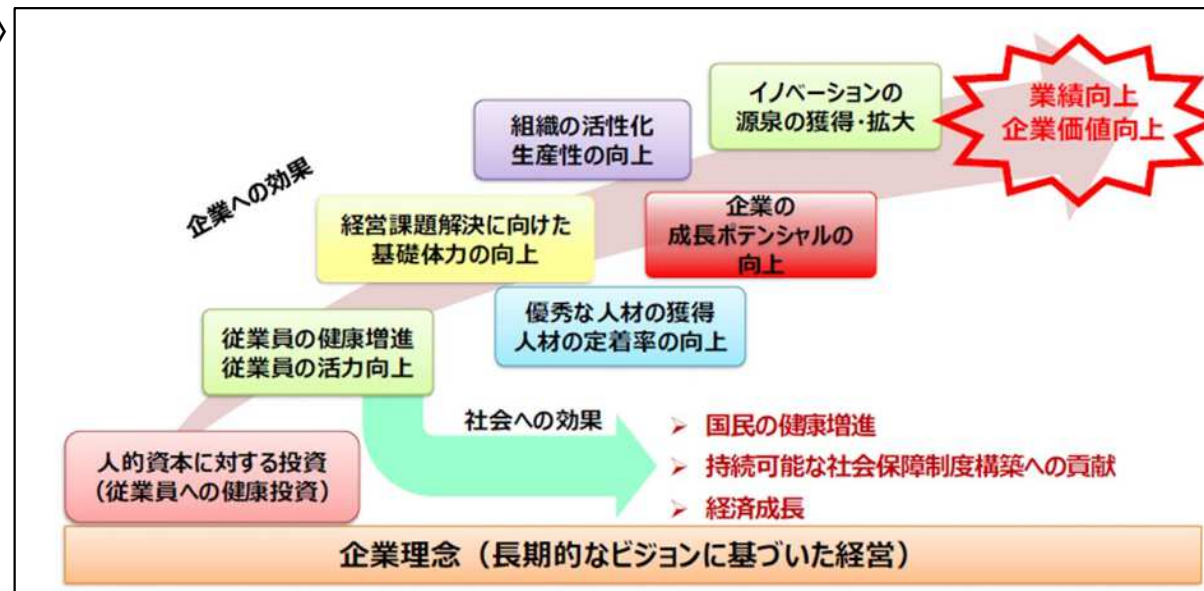 イノベーションの
源泉の獲得・拡大
業績向上
企業価値向上
組織の活性化
生産性の向上
企業への効果
経営課題解決に向けた
基礎体力の向上
企業の
成長ポテンシャルの
向上
優秀な人材の獲得
人材の定着率の向上
従業員の健康増進
従業員の活力向上
社会への効果
➢ 国民の健康増進
➢ 持続可能な社会保障制度構築への貢献
➢ 経済成長
人的資本に対する投資
（従業員への健康投資）
企業理念（長期的なビジョンに基づいた経営）